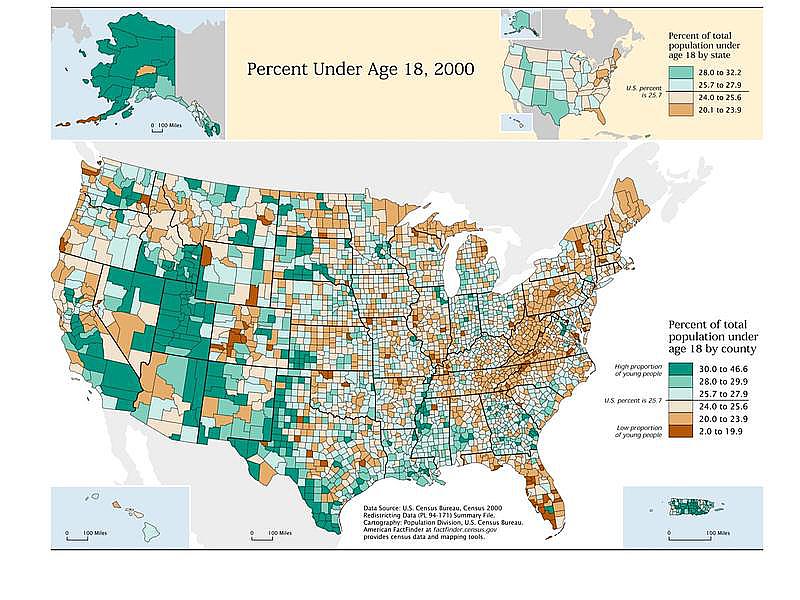 Percent Under Age 18, 2000
0 100 Miles
Percent of total
population under
age 18 by state
28.0 to 32.2
25.7 to 27.9
U.S. percent
is 25.7
24.0 to 25.6
20.1 to 23.9
Percent of total
population under
age 18 by county
High proportion
of young people
30.0 to 46.6
28.0 to 29.9
25.7 to 27.9
U.S. percent is 25.7
24.0 to 25.6
20.0 to 23.9
Low proportion
of young people
2.0 to 19.9
0 100 Miles
0 100 Miles
Data Source: U.S. Census Bureau, Census 2000
Redistricting Data (PL 94-171) Summary File.
Cartography: Population Division, U.S. Census Bureau.
American FactFinder at factfinder.census.gov
provides census data and mapping tools.
0 100 Miles